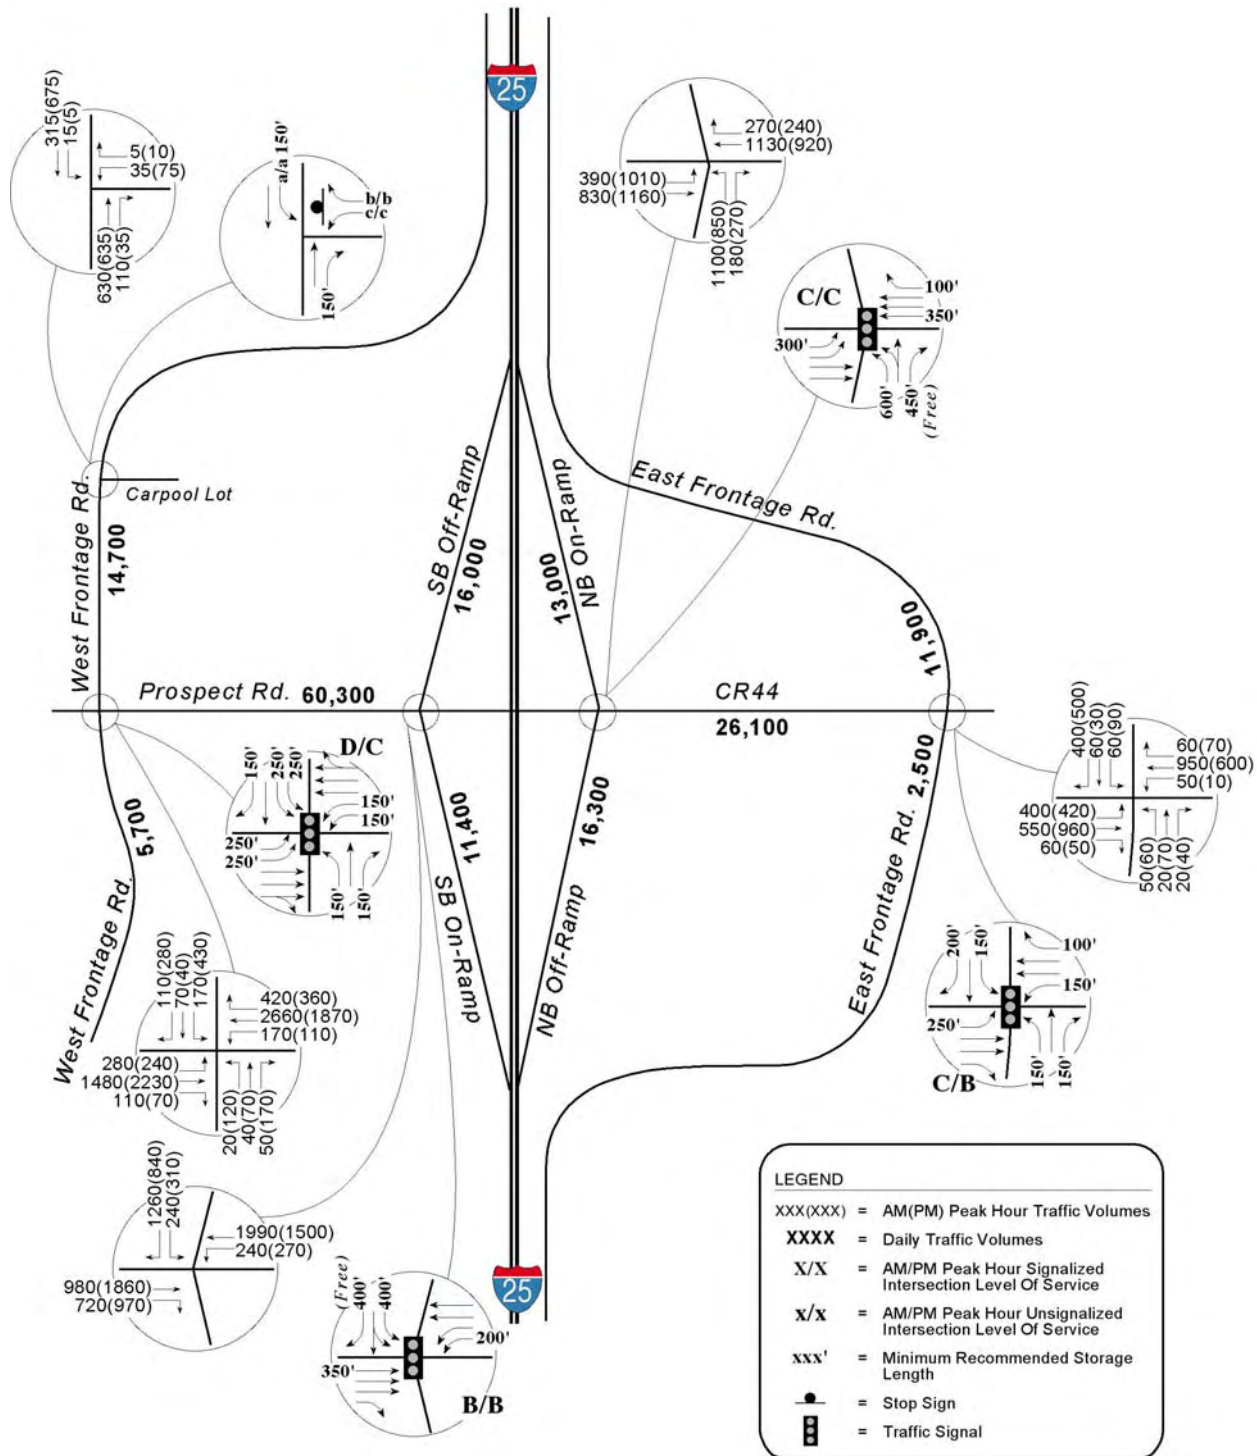 25
315(675)
15(5)
5(10)
35(75)
630(635)
110(35)
a/a 150'
b/b
c/c
150'
270(240)
1130(920)
390(1010)
830(1160)
1100(850)
180(270)
C/C
100'
350'
300'
600'
450'
(Free)
West Frontage Rd.
14,700
Carpool Lot
SB Off-Ramp
16,000
NB On-Ramp
13,000
East Frontage Rd.
11,900
Prospect Rd. 60,300
CR44
26,100
400(500)
60(30)
60(90)
60(70)
950(600)
50(10)
400(420)
550(960)
60(50)
50(60)
20(70)
20(40)
D/C
150'
250'
250'
150'
150'
250'
250'
150'
150'
5,700
West Frontage Rd.
11,400
SB On-Ramp
16,300
NB Off-Ramp
East Frontage Rd. 2,500
200'
150'
100'
150'
250'
150'
150'
C/B
110(280)
70(40)
170(430)
420(360)
2660(1870)
170(110)
280(240)
1480(2230)
110(70)
20(120)
40(70)
50(170)
1260(840)
240(310)
1990(1500)
240(270)
980(1860)
720(970)
(Free)
400'
400'
200'
350'
B/B
25
LEGEND
XXX(XXX) = AM(PM) Peak Hour Traffic Volumes
XXXX = Daily Traffic Volumes
X/X = AM/PM Peak Hour Signalized
Intersection Level Of Service
x/x = AM/PM Peak Hour Unsignalized
Intersection Level Of Service
xxx' = Minimum Recommended Storage
Length
= Stop Sign
= Traffic Signal